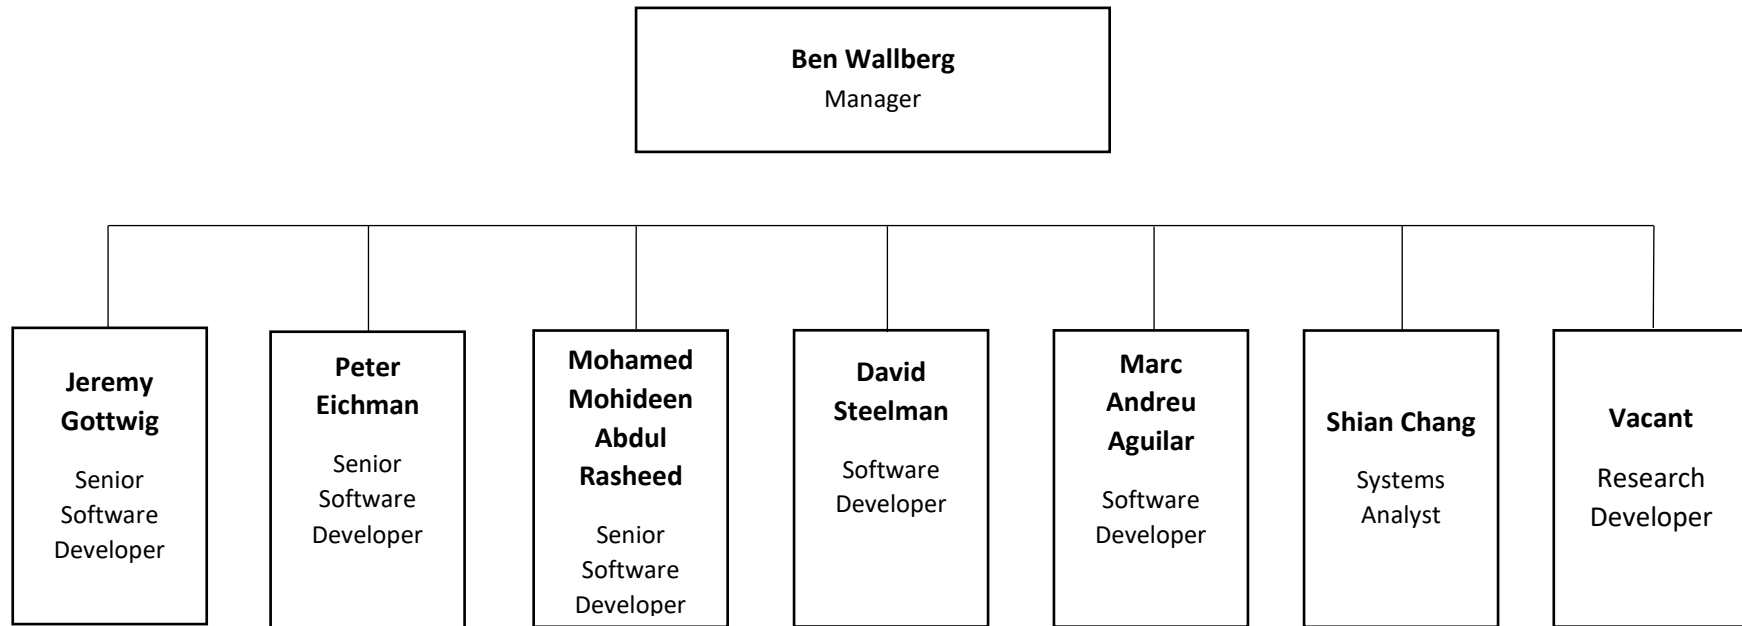 Ben Wallberg
Manager
Jeremy
Gottwig
Senior
Software
Developer
Peter
Eichman
Senior
Software
Developer
Mohamed
Mohideen
Abdul
Rasheed
Senior
Software
Developer
David
Steelman
Software
Developer
Marc
Andreu
Aguilar
Software
Developer
Shian Chang
Systems
Analyst
Vacant
Research
Developer